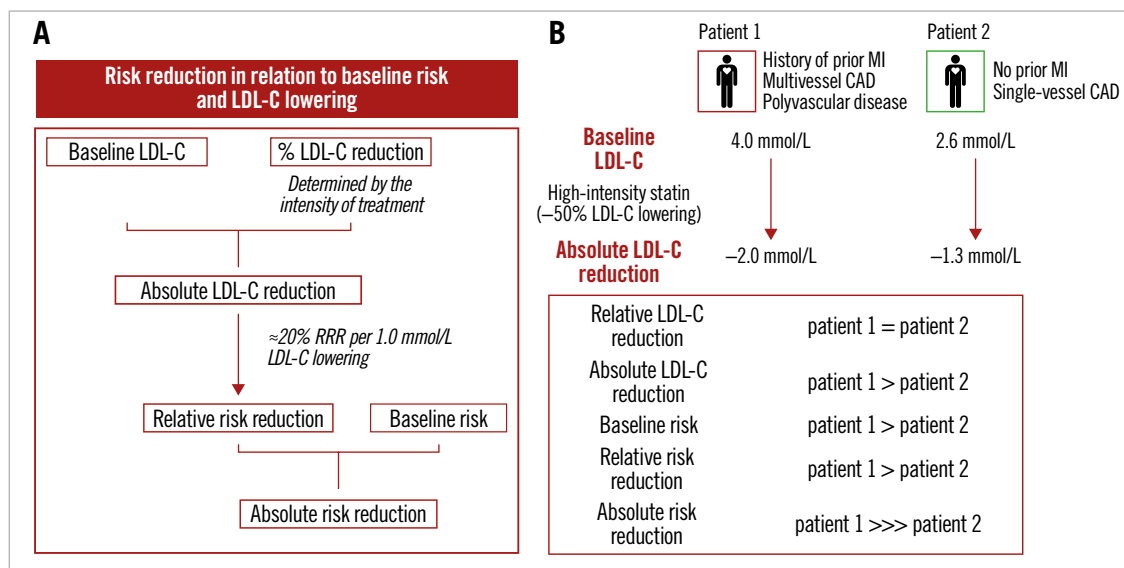 A
Risk reduction in relation to baseline risk
and LDL-C lowering
Baseline LDL-C
% LDL-C reduction
Determined by the
intensity of treatment
Absolute LDL-C reduction
≈20% RRR per 1.0 mmol/L
LDL-C lowering
Relative risk reduction
Baseline risk
Absolute risk reduction
B
Patient 1
History of prior MI
Multivessel CAD
Polyvascular disease
Patient 2
No prior MI
Single-vessel CAD
Baseline
LDL-C
4.0 mmol/L
2.6 mmol/L
High-intensity statin
(–50% LDL-C lowering)
Absolute LDL-C
reduction
–2.0 mmol/L
–1.3 mmol/L
Relative LDL-C
reduction
patient 1 = patient 2
Absolute LDL-C
reduction
patient 1 > patient 2
Baseline risk
patient 1 > patient 2
Relative risk
reduction
patient 1 > patient 2
Absolute risk
reduction
patient 1 >>> patient 2